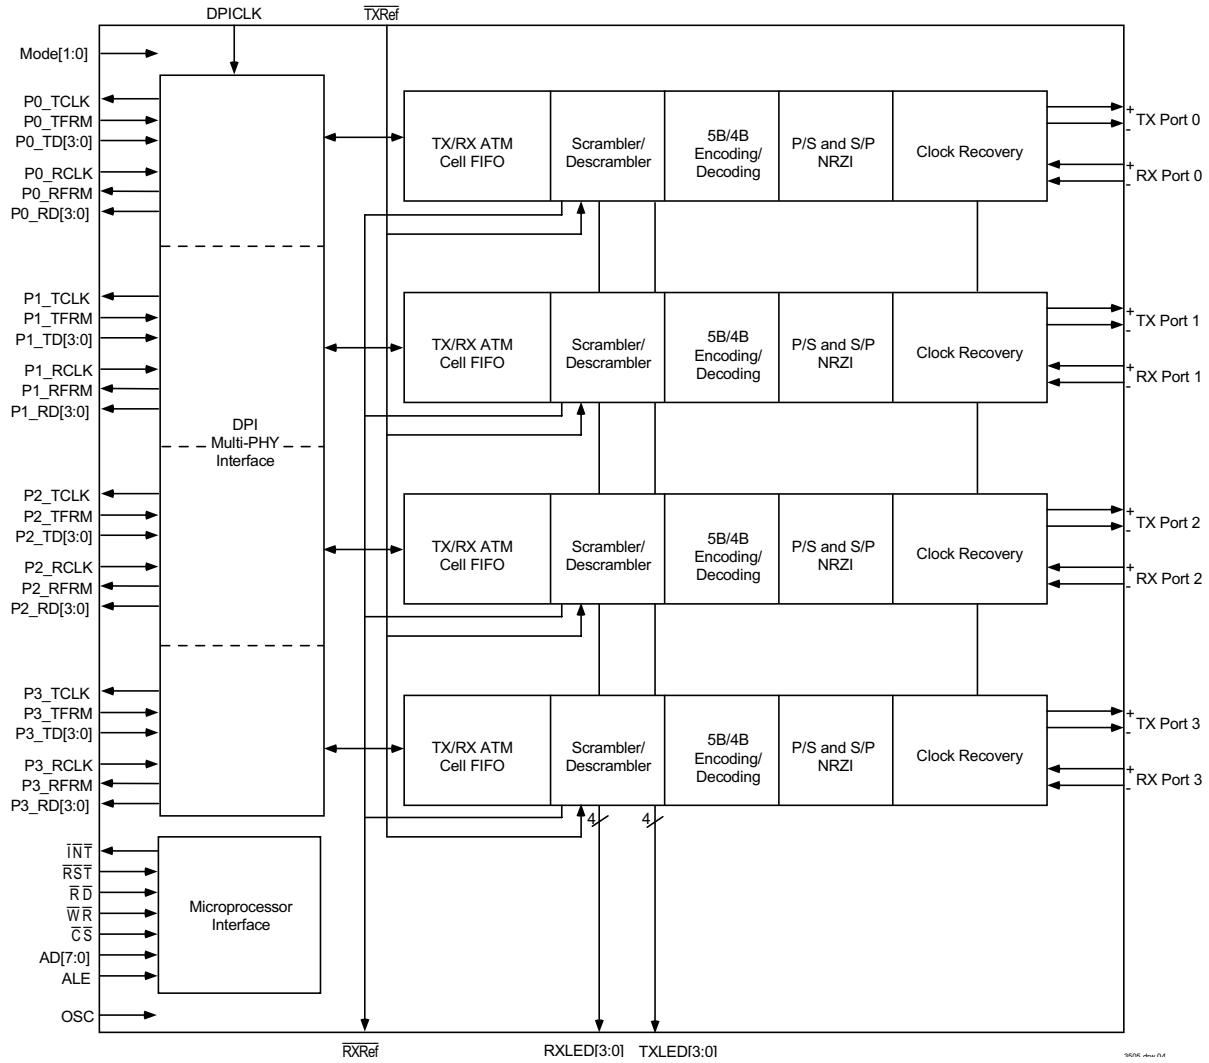 DPICLK
TXRef
Mode[1:0]
P0_TCLK
P0_TFRM
P0_TD[3:0]
P0_RCLK
P0_RFRM
P0_RD[3:0]
TX/RX ATM
Cell FIFO
Scrambler/
Descrambler
5B/4B
Encoding/
Decoding
P/S and S/P
NRZI
Clock Recovery
+
-
TX Port 0
+
-
RX Port 0
P1_TCLK
P1_TFRM
P1_TD[3:0]
P1_RCLK
P1_RFRM
P1_RD[3:0]
TX/RX ATM
Cell FIFO
Scrambler/
Descrambler
5B/4B
Encoding/
Decoding
P/S and S/P
NRZI
Clock Recovery
+
-
TX Port 1
+
-
RX Port 1
DPI
Multi-PHY
Interface
P2_TCLK
P2_TFRM
P2_TD[3:0]
P2_RCLK
P2_RFRM
P2_RD[3:0]
TX/RX ATM
Cell FIFO
Scrambler/
Descrambler
5B/4B
Encoding/
Decoding
P/S and S/P
NRZI
Clock Recovery
+
-
TX Port 2
+
-
RX Port 2
P3_TCLK
P3_TFRM
P3_TD[3:0]
P3_RCLK
P3_RFRM
P3_RD[3:0]
TX/RX ATM
Cell FIFO
Scrambler/
Descrambler
5B/4B
Encoding/
Decoding
P/S and S/P
NRZI
Clock Recovery
+
-
TX Port 3
+
-
RX Port 3
4
4
INT
RST
RD
WR
CS
AD[7:0]
ALE
Microprocessor
Interface
OSC
RXRef
RXLED[3:0]
TXLED[3:0]
3505 drw 04